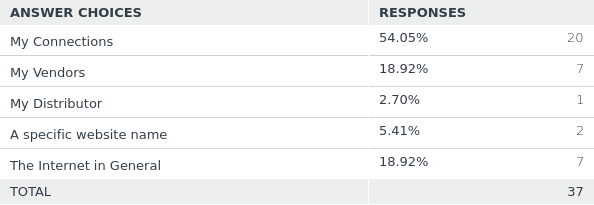 ANSWER CHOICES RESPONSES
My Connections 54.05% 20
My Vendors 18.92% 7
My Distributor 2.70% 1
A specific website name 5.41% 2
The Internet in General 18.92% 7
TOTAL 37